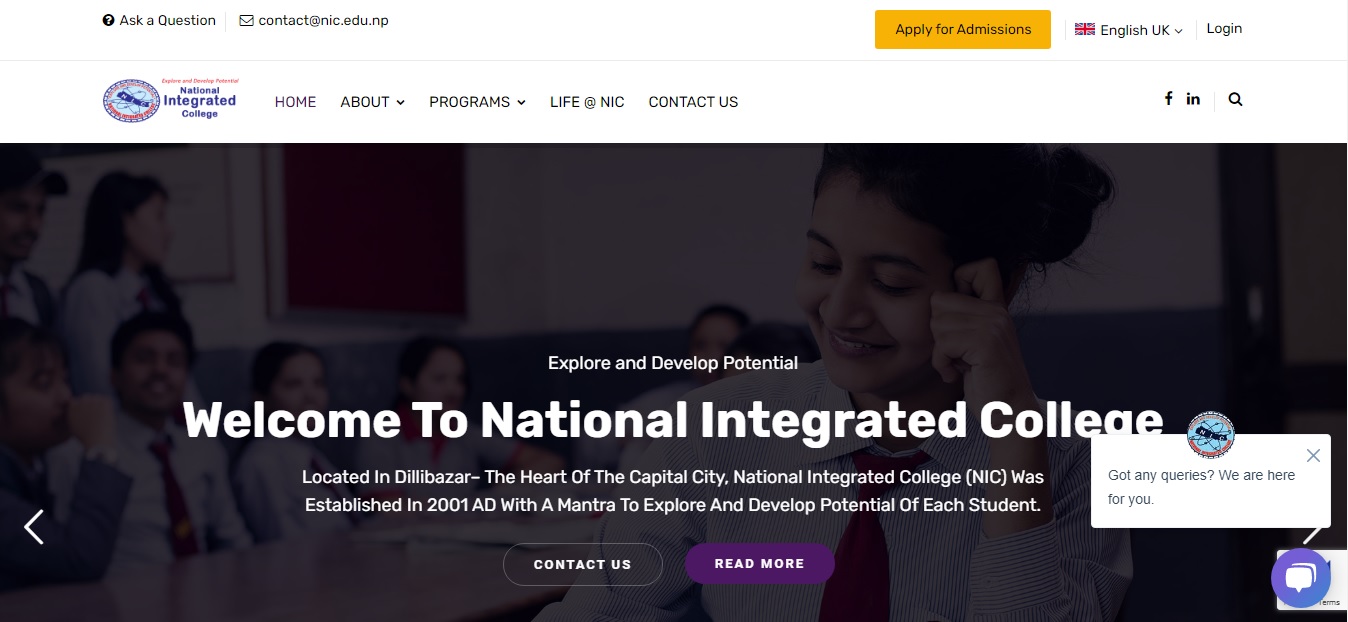 Ask a Question
contact@nic.edu.np
Apply for Admissions
English UK
Login
Explore and Develop Potential
National
Integrated
College
HOME
ABOUT
PROGRAMS
LIFE @ NIC
CONTACT US
Explore and Develop Potential
Welcome To National Integrated College
Located In Dillibazar– The Heart Of The Capital City, National Integrated College (NIC) Was
Established In 2001 AD With A Mantra To Explore And Develop Potential Of Each Student.
CONTACT US
READ MORE
Got any queries? We are here
for you.
Terms